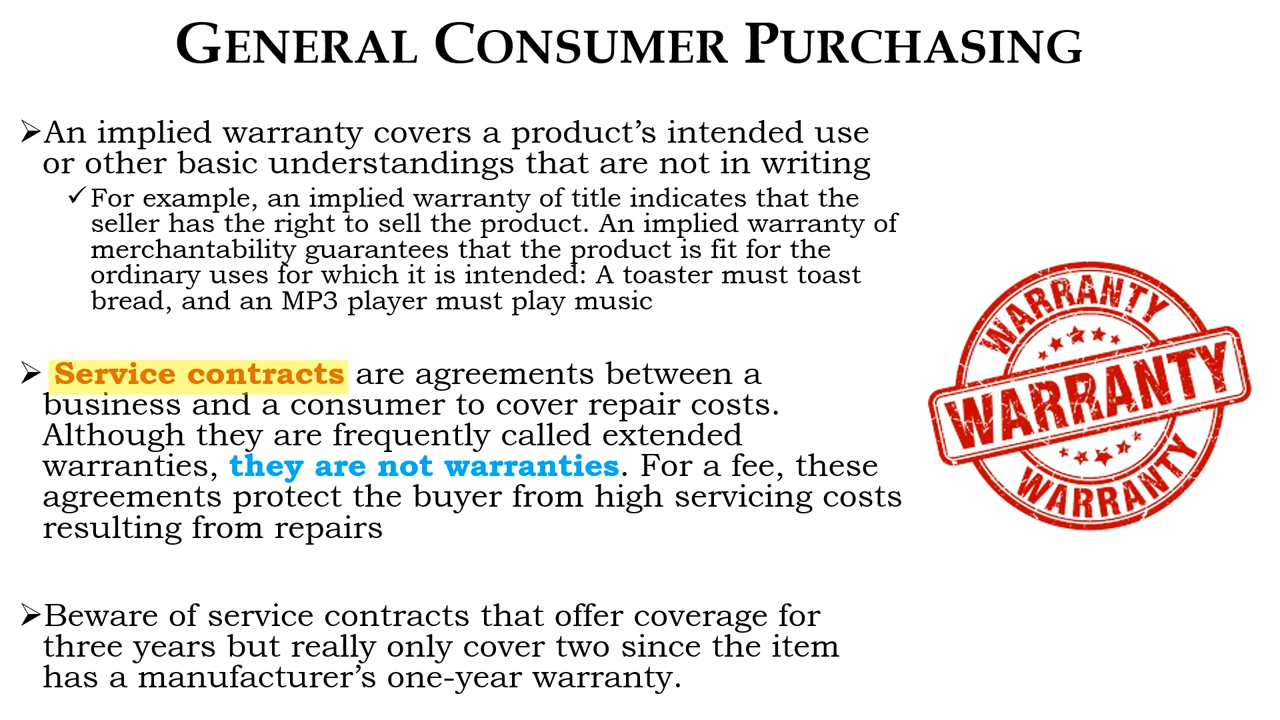 GENERAL CONSUMER PURCHASING
➢An implied warranty covers a product’s intended use
or other basic understandings that are not in writing
✓For example, an implied warranty of title indicates that the
seller has the right to sell the product. An implied warranty of
merchantability guarantees that the product is fit for the
ordinary uses for which it is intended: A toaster must toast
bread, and an MP3 player must play music
➢ Service contracts are agreements between a
business and a consumer to cover repair costs.
Although they are frequently called extended
warranties, they are not warranties. For a fee, these
agreements protect the buyer from high servicing costs
resulting from repairs
➢Beware of service contracts that offer coverage for
three years but really only cover two since the item
has a manufacturer’s one-year warranty.
WARRANTY
WARRANTY
WARRANTY